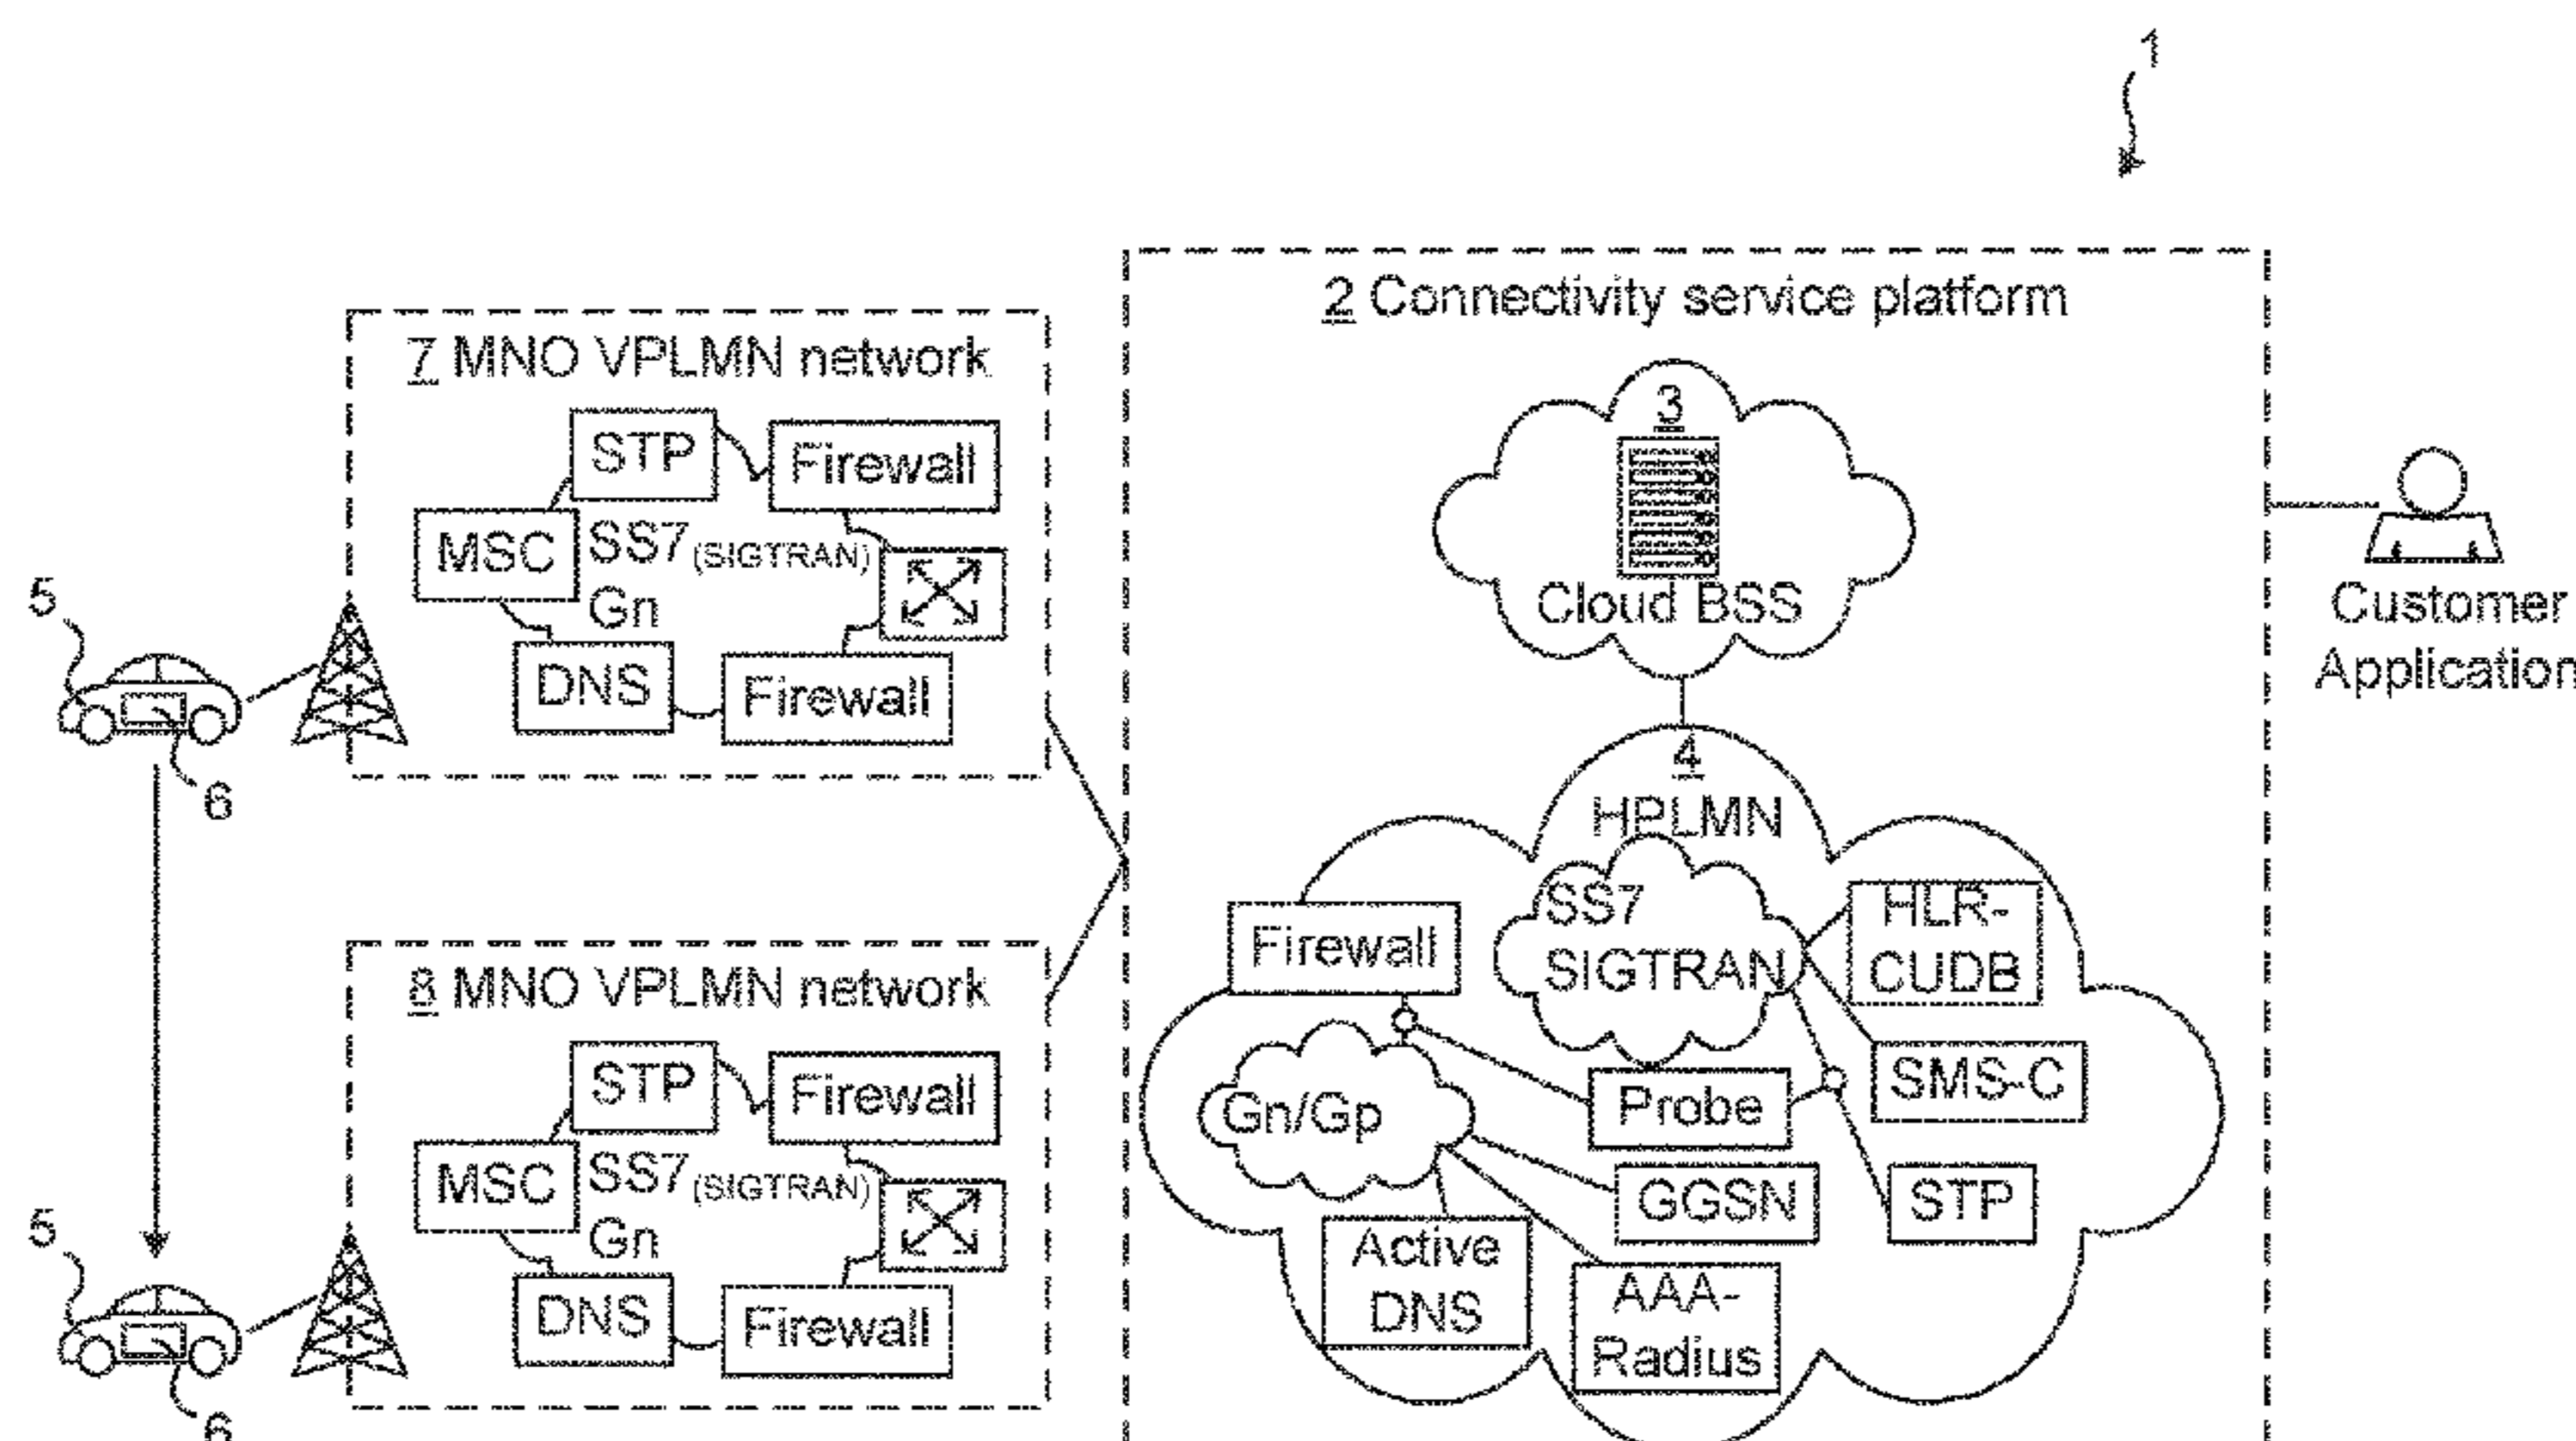 1
2 Connectivity service platform
7 MNO VPLMN network
STP
Firewall
MSC
SS7 (SIGTRAN)
Gn
DNS
Firewall
5
6
3
Cloud BSS
Customer
Application
4
HPLMN
Firewall
SS7
SIGTRAN
HLR-
CUDB
SMS-C
Gn/Gp
Probe
GGSN
STP
Active
DNS
AAA-
Radius
8 MNO VPLMN network
STP
Firewall
MSC
SS7 (SIGTRAN)
Gn
DNS
Firewall
5
6